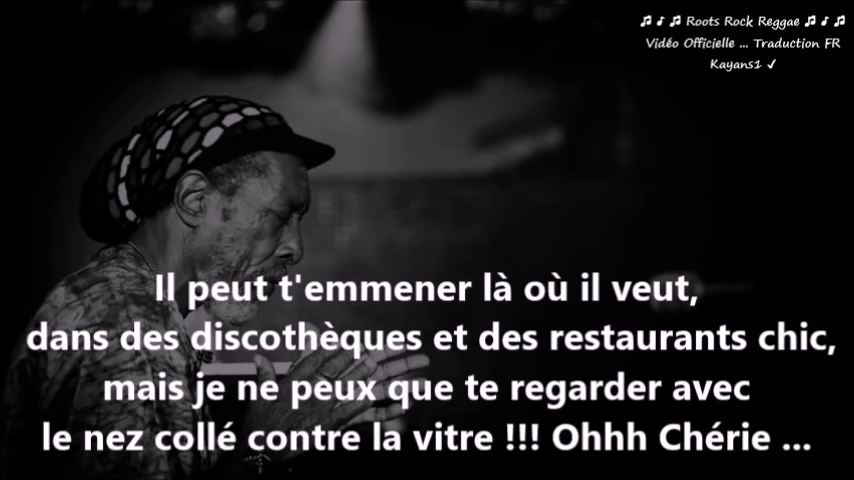 ♫ ♪ ♫ Roots Rock Reggae ♫ ♪ ♫
Vidéo Officielle ... Traduction FR
Kayans1 ✓
Il peut t'emmener là où il veut,
dans des discothèques et des restaurants chic,
mais je ne peux que te regarder avec
le nez collé contre la vitre !!! Ohhh Chérie ...